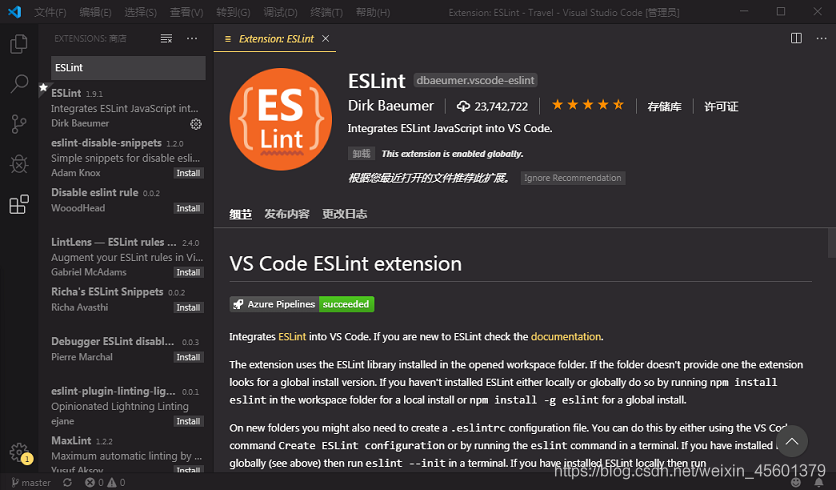 文件(F) 编辑(E) 选择(S) 查看(V) 转到(G) 调试(D) 终端(T) 帮助(H) Extension: ESLint - Travel - Visual Studio Code [管理员]
EXTENSIONS: 商店
ESLint
ESLint 1.9.1
Integrates ESLint JavaScript int...
Dirk Baeumer
eslint-disable-snippets 1.2.0
Simple snippets for disable esli...
Adam Knox Install
Disable eslint rule 0.0.2
WooodHead Install
LintLens — ESLint rules ... 2.4.0
Augment your ESLint rules in Vi...
Gabriel McAdams Install
Richa's ESLint Snippets 0.0.2
Richa Avasthi Install
Debugger ESLint disabl... 0.0.3
Pierre Marchal Install
eslint-plugin-linting-lig... 0.0.1
Opinionated Lightning Linting
ejane Install
MaxLint 1.2.2
Maximum automatic linting by ...
Yusuf Aksoy Install
Extension: ESLint
{ES Lint}
ESLint dbaeumer.vscode-eslint
Dirk Baeumer 23,742,722 存储库 许可证
Integrates ESLint JavaScript into VS Code.
卸载 This extension is enabled globally.
根据您最近打开的文件推荐此扩展。 Ignore Recommendation
细节 发布内容 更改日志
VS Code ESLint extension
Azure Pipelines succeeded
Integrates ESLint into VS Code. If you are new to ESLint check the documentation.
The extension uses the ESLint library installed in the opened workspace folder. If the folder doesn't provide one the extension
looks for a global install version. If you haven't installed ESLint either locally or globally do so by running npm install
eslint in the workspace folder for a local install or npm install -g eslint for a global install.
On new folders you might also need to create a .eslintrc configuration file. You can do this by either using the VS Cod
command Create ESLint configuration or by running the eslint command in a terminal. If you have installed
globally (see above) then run eslint --init in a terminal. If you have installed ESLint locally then run
1
master 0 0
https://blog.csdn.net/weixin_45601379